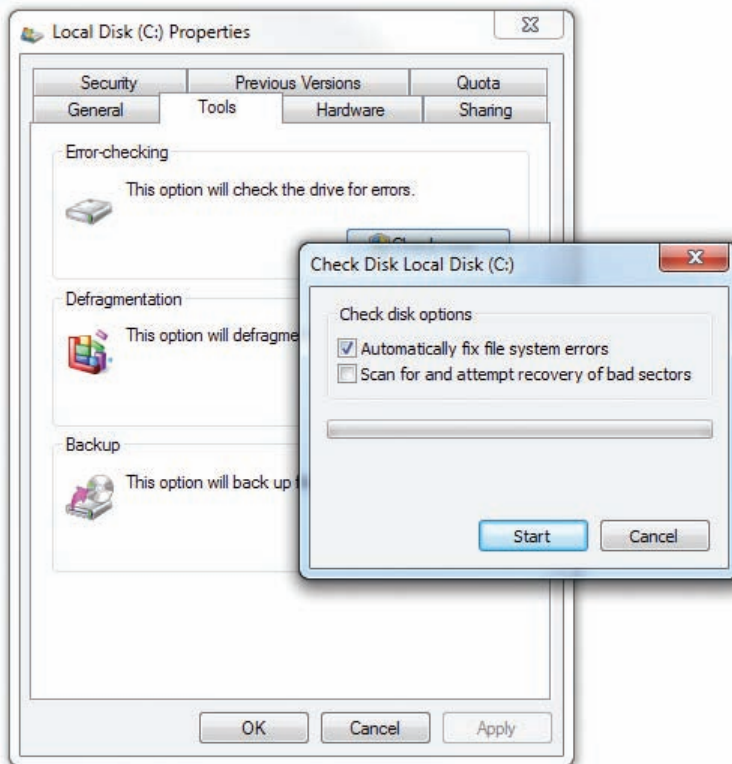 Local Disk (C:) Properties
Security Previous Versions Quota
General Tools Hardware Sharing
Error-checking
This option will check the drive for errors.
Defragmentation
This option will defragme
Backup
This option will back up
Check Disk Local Disk (C:)
Check disk options
Automatically fix file system errors
Scan for and attempt recovery of bad sectors
Start Cancel
OK Cancel Apply